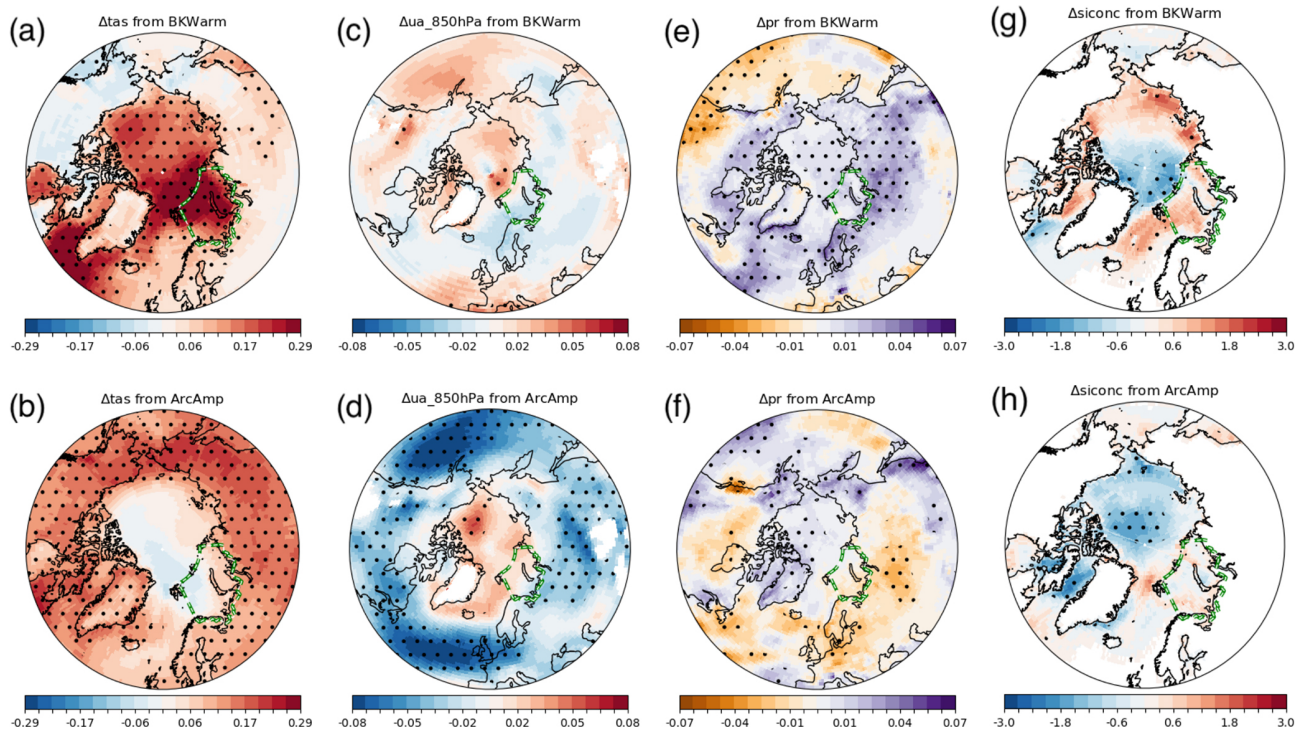 (a) Δtas from BKWarm
-0.29 -0.17 -0.06 0.06 0.17 0.29
(c) Δua_850hPa from BKWarm
-0.08 -0.05 -0.02 0.02 0.05 0.08
(e) Δpr from BKWarm
-0.07 -0.04 -0.01 0.01 0.04 0.07
(g) Δsiconc from BKWarm
-3.0 -1.8 -0.6 0.6 1.8 3.0
(b) Δtas from ArcAmp
-0.29 -0.17 -0.06 0.06 0.17 0.29
(d) Δua_850hPa from ArcAmp
-0.08 -0.05 -0.02 0.02 0.05 0.08
(f) Δpr from ArcAmp
-0.07 -0.04 -0.01 0.01 0.04 0.07
(h) Δsiconc from ArcAmp
-3.0 -1.8 -0.6 0.6 1.8 3.0